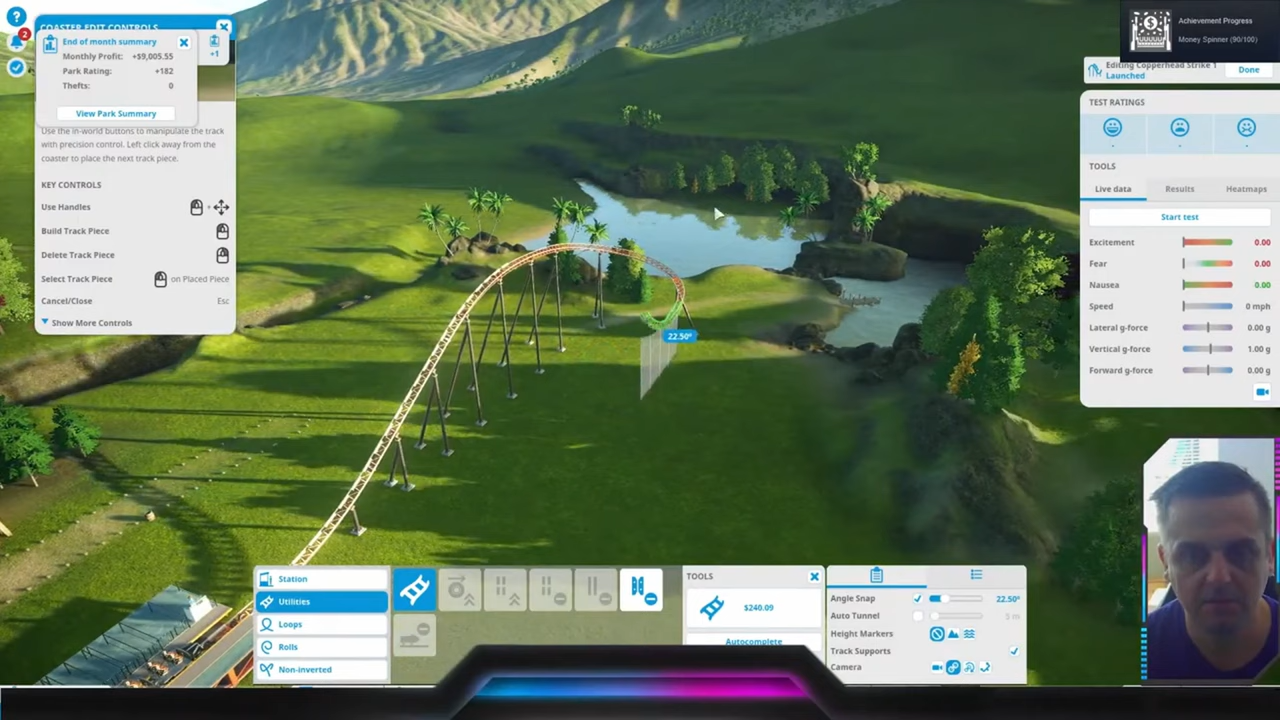 ?
COASTER EDIT CONTROLS
2
End of month summary
Monthly Profit: +$9,005.55
Park Rating: +182
Thefts: 0
+1
View Park Summary
Use the in-world buttons to manipulate the track
with precision control. Left click away from the
coaster to place the next track piece.
KEY CONTROLS
Use Handles
Build Track Piece
Delete Track Piece
Select Track Piece on Placed Piece
Cancel/Close Esc
Show More Controls
22.50°
Achievement Progress
Money Spinner (90/100)
Editing Copperhead Strike 1
Launched
Done
TEST RATINGS
- - -
TOOLS
Live data Results Heatmaps
Start test
Excitement 0.00
Fear 0.00
Nausea 0.00
Speed 0 mph
Lateral g-force 0.00 g
Vertical g-force 1.00 g
Forward g-force 0.00 g
Station
Utilities
Loops
Rolls
Non-inverted
TOOLS
$240.09
Autocomplete
Angle Snap 22.50°
Auto Tunnel 5 m
Height Markers
Track Supports
Camera